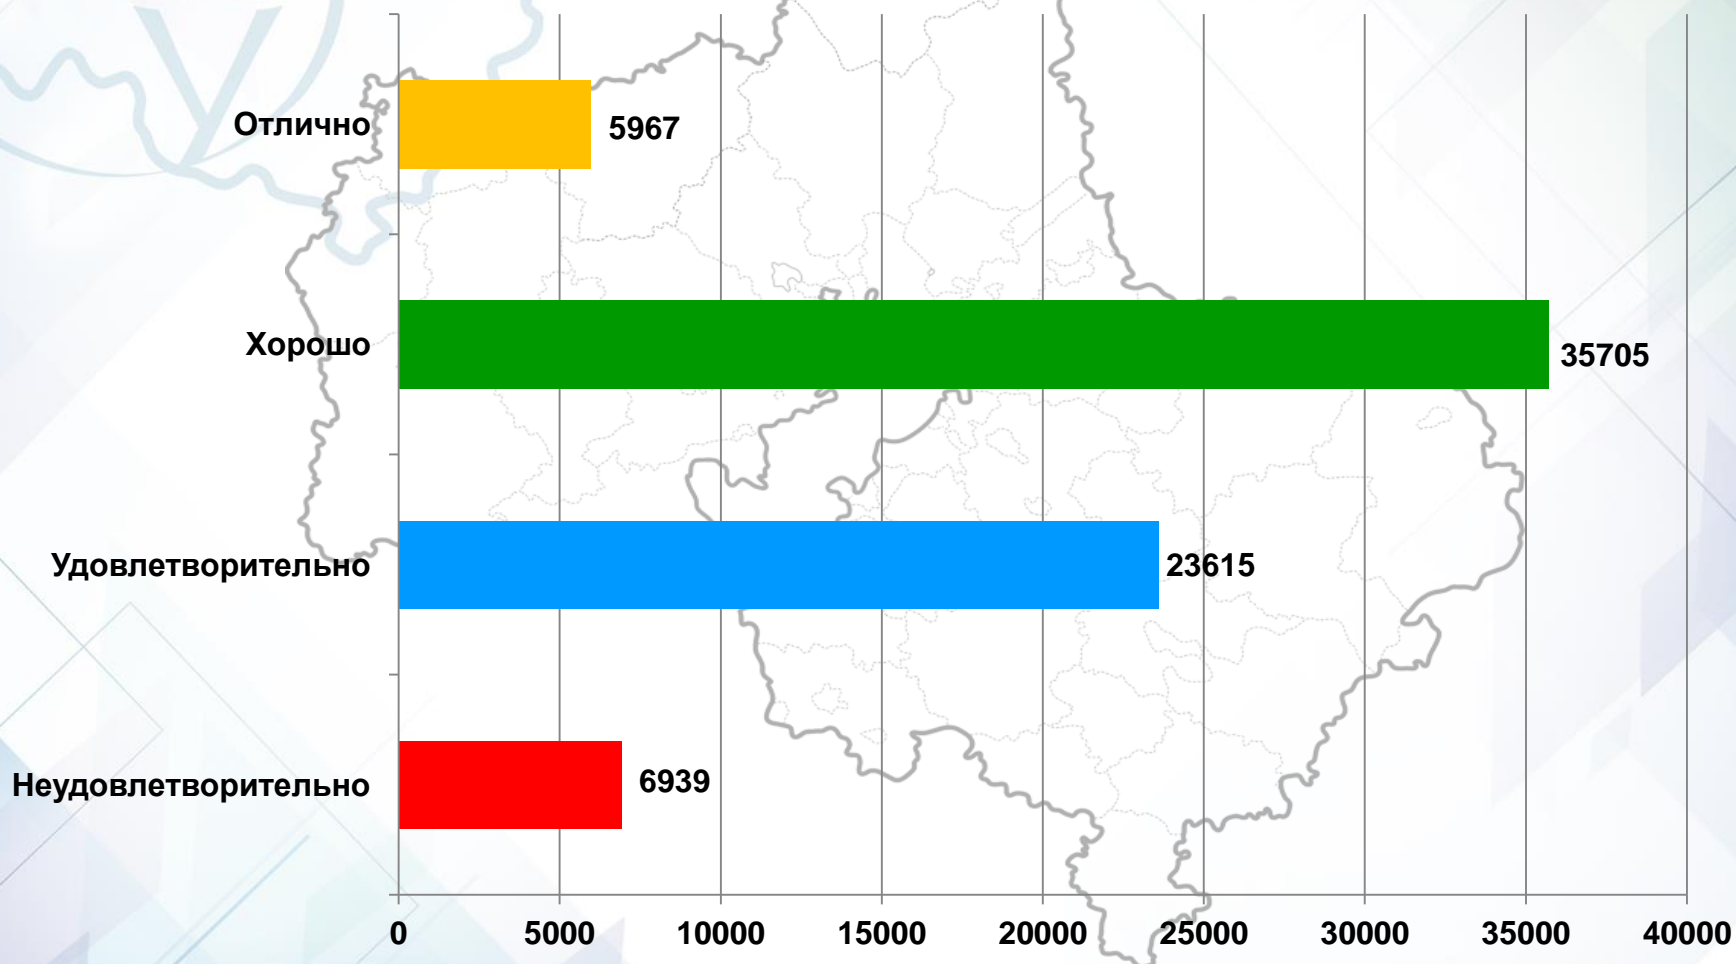 Отлично
5967
Хорошо
35705
Удовлетворительно
23615
Неудовлетворительно
6939
0 5000 10000 15000 20000 25000 30000 35000 40000